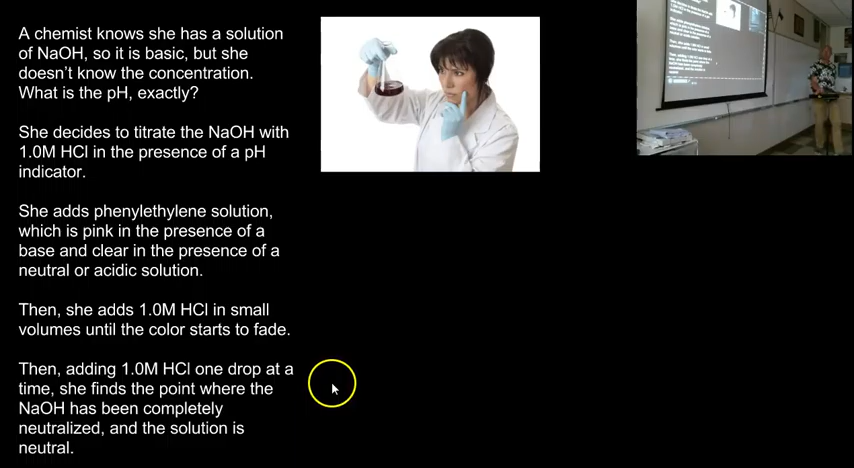 A chemist knows she has a solution
of NaOH, so it is basic, but she
doesn't know the concentration.
What is the pH, exactly?
She decides to titrate the NaOH with
1.0M HCl in the presence of a pH
indicator.
She adds phenylethylene solution,
which is pink in the presence of a
base and clear in the presence of a
neutral or acidic solution.
Then, she adds 1.0M HCl in small
volumes until the color starts to fade.
Then, adding 1.0M HCl one drop at a
time, she finds the point where the
NaOH has been completely
neutralized, and the solution is
neutral.